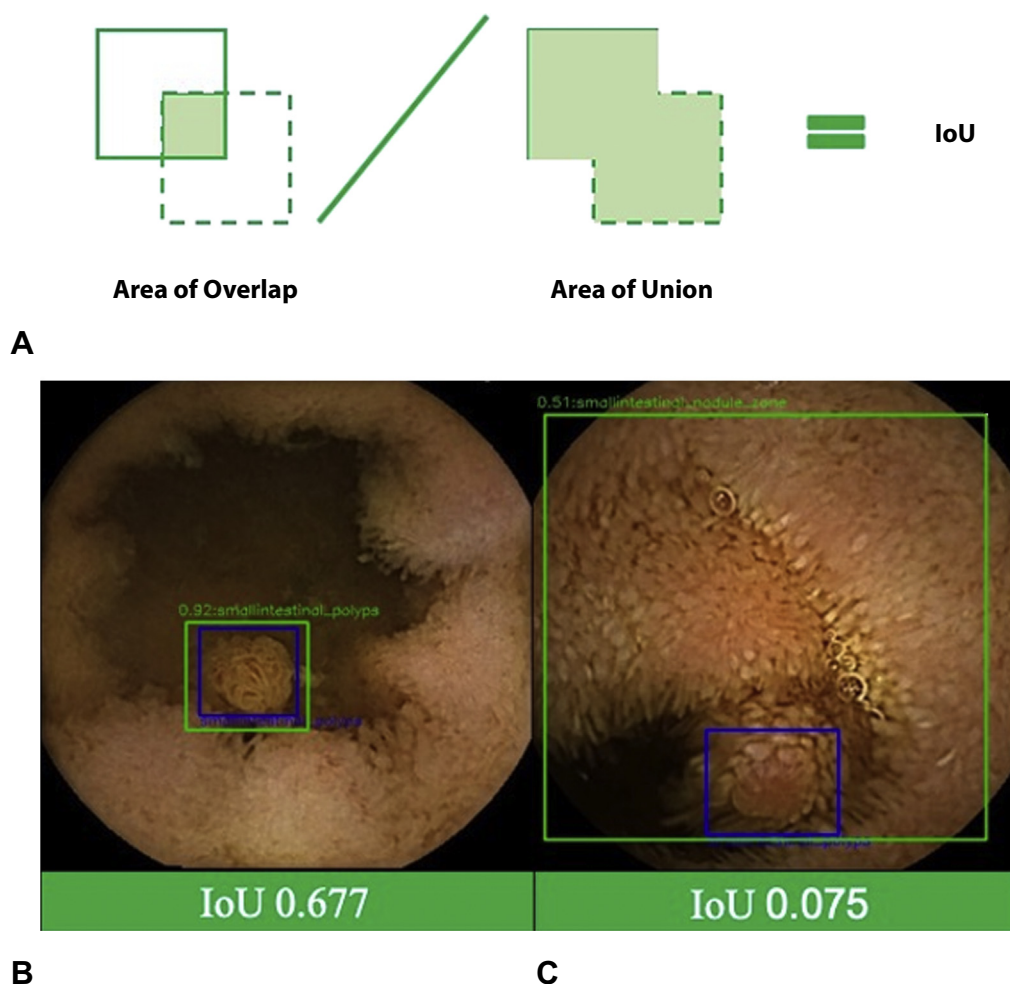 IoU
Area of Overlap
Area of Union
A
0.51:smallintestinal_nodule_zone
0.92:smallintestinal_polyps
smallintestinal_polyps
IoU 0.677
IoU 0.075
B
C